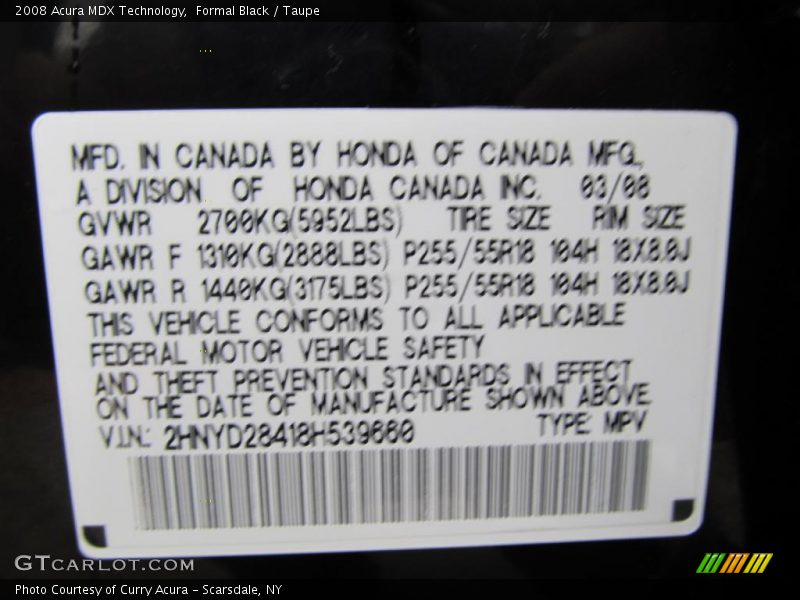 2008 Acura MDX Technology, Formal Black / Taupe
MFD. IN CANADA BY HONDA OF CANADA MFG.,
A DIVISION OF HONDA CANADA INC. 03/08
GVWR 2700KG(5952LBS) TIRE SIZE RIM SIZE
GAWR F 1310KG(2888LBS) P255/55R18 104H 18X8.0J
GAWR R 1440KG(3175LBS) P255/55R18 104H 18X8.0J
THIS VEHICLE CONFORMS TO ALL APPLICABLE
FEDERAL MOTOR VEHICLE SAFETY
AND THEFT PREVENTION STANDARDS IN EFFECT
ON THE DATE OF MANUFACTURE SHOWN ABOVE.
V.I.N.: 2HNYD28418H539660 TYPE: MPV
GTCARLOT.COM
Photo Courtesy of Curry Acura - Scarsdale, NY